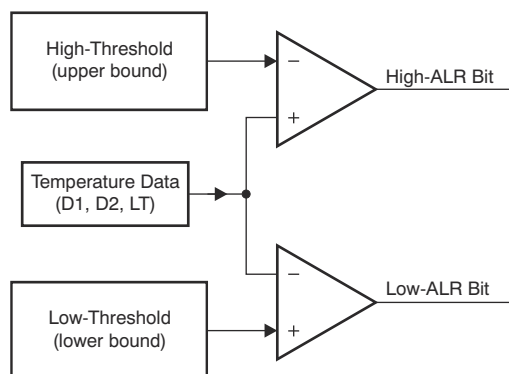 High-Threshold
(upper bound)
−
+
High-ALR Bit
Temperature Data
(D1, D2, LT)
−
+
Low-ALR Bit
Low-Threshold
(lower bound)